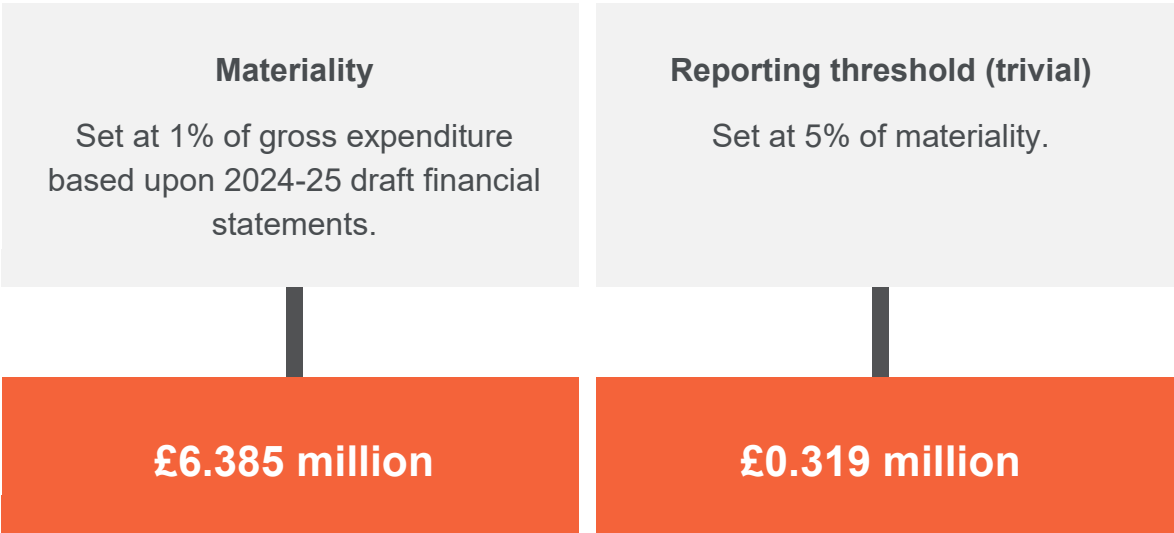 Materiality
Set at 1% of gross expenditure
based upon 2024-25 draft financial
statements.
£6.385 million
Reporting threshold (trivial)
Set at 5% of materiality.
£0.319 million